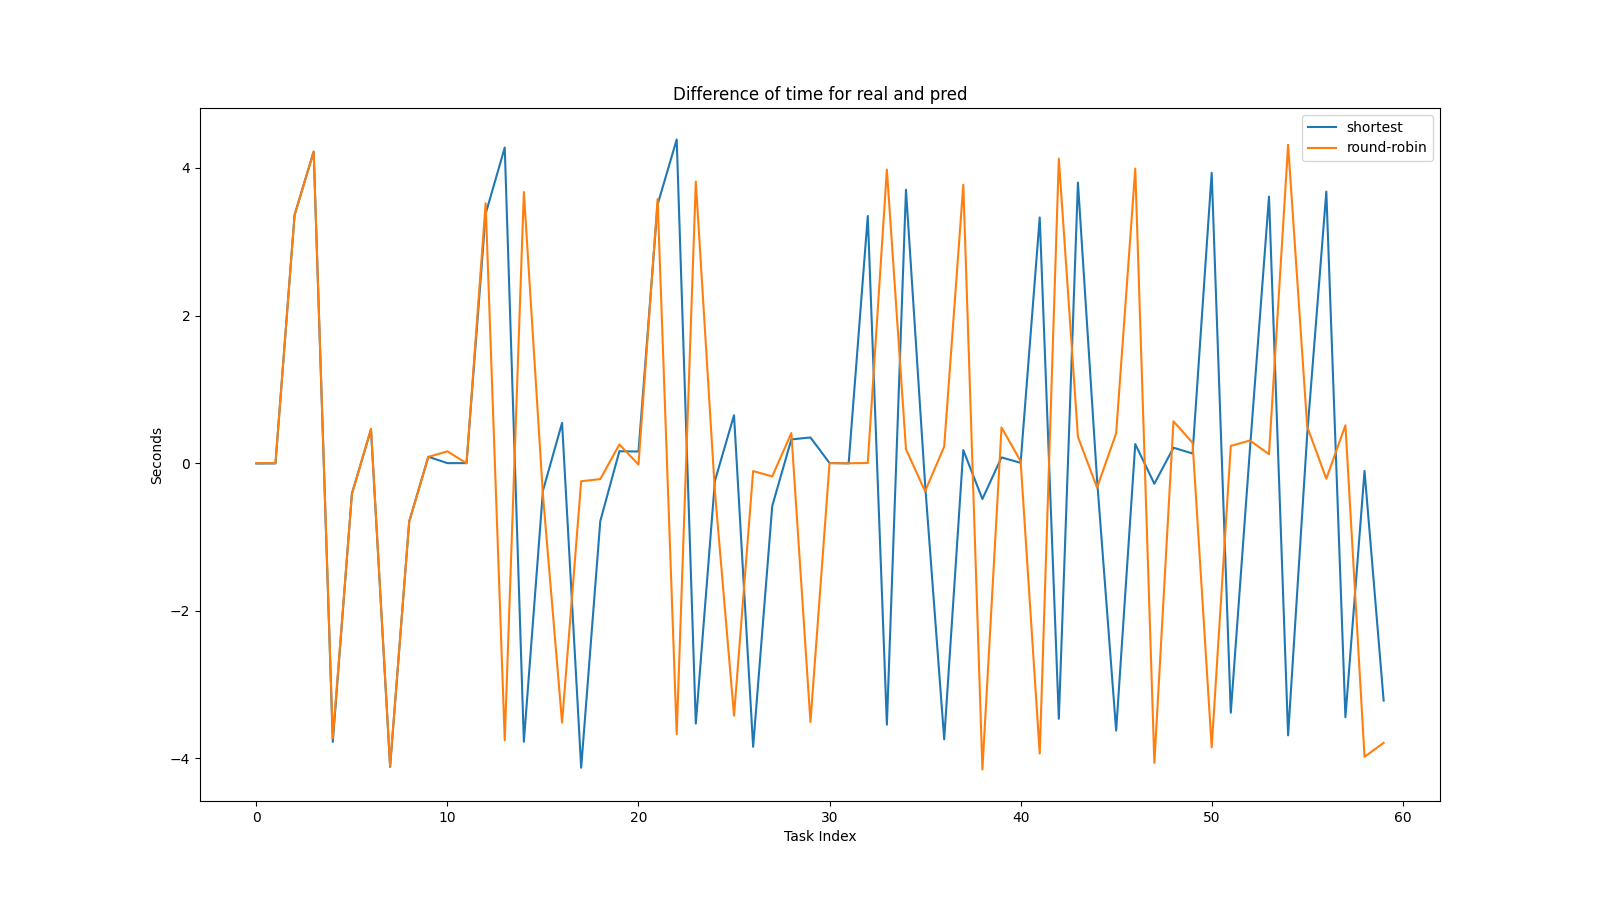 Difference of time for real and pred
shortest
round-robin
4
2
0
−2
−4
Seconds
0 10 20 30 40 50 60
Task Index